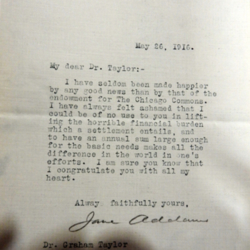 May 26, 1916.
My dear Dr. Taylor:-
I have seldom been made happier
by any good news than by that of the
endowment for The Chicago Commons.
I have always felt ashamed that I
could be of no use to you in lift-
ing the horrible financial burden
which a settlement entails, and
to have an annual sum large enough
for the basic needs makes all the
difference in the world in one's
efforts. I am sure you know that
I congratulate you with all my
heart.
Alway faithfully yours,
Jane Addams
Dr. Graham Taylor